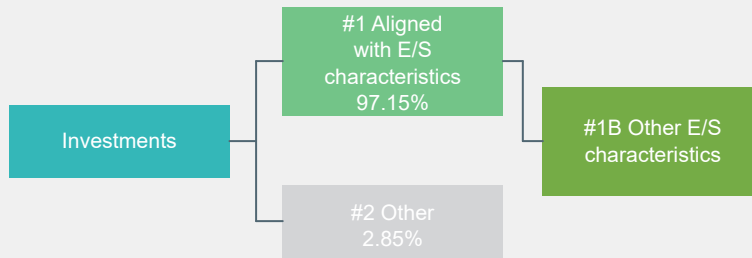 #1 Aligned
with E/S
characteristics
97.15%
Investments
#1B Other E/S
characteristics
#2 Other
2.85%